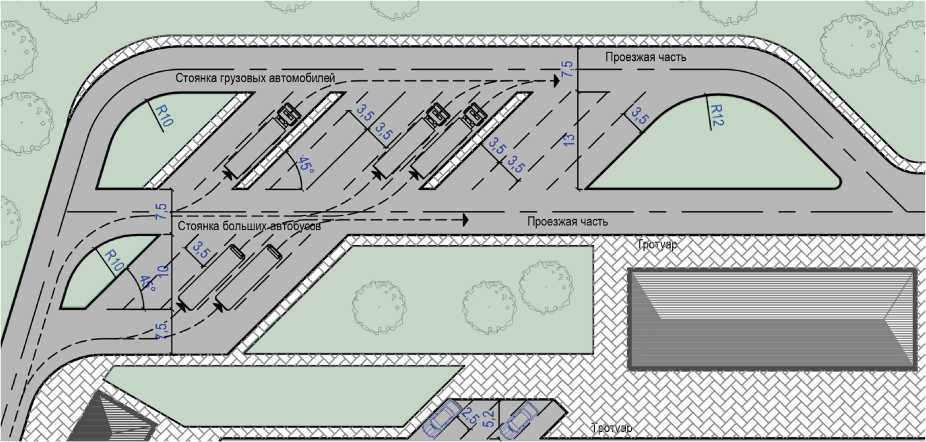 Проезжая часть
7,5
Стоянка грузовых автомобилей
R10
3,5
3,5
3,5
R12
13
3,5
3,5
45°
7,5
Стоянка больших автобусов
Проезжая часть
Тротуар
3,5
R10
10
45°
7,5
2,5
5,2
Тротуар